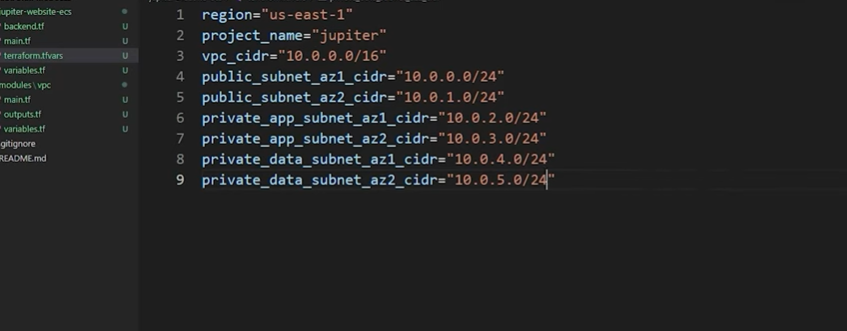 jupiter-website-ecs
backend.tf U
main.tf U
terraform.tfvars U
variables.tf U
modules \ vpc
main.tf U
outputs.tf U
variables.tf U
gitignore
README.md
1 region="us-east-1"
2 project_name="jupiter"
3 vpc_cidr="10.0.0.0/16"
4 public_subnet_az1_cidr="10.0.0.0/24"
5 public_subnet_az2_cidr="10.0.1.0/24"
6 private_app_subnet_az1_cidr="10.0.2.0/24"
7 private_app_subnet_az2_cidr="10.0.3.0/24"
8 private_data_subnet_az1_cidr="10.0.4.0/24"
9 private_data_subnet_az2_cidr="10.0.5.0/24"